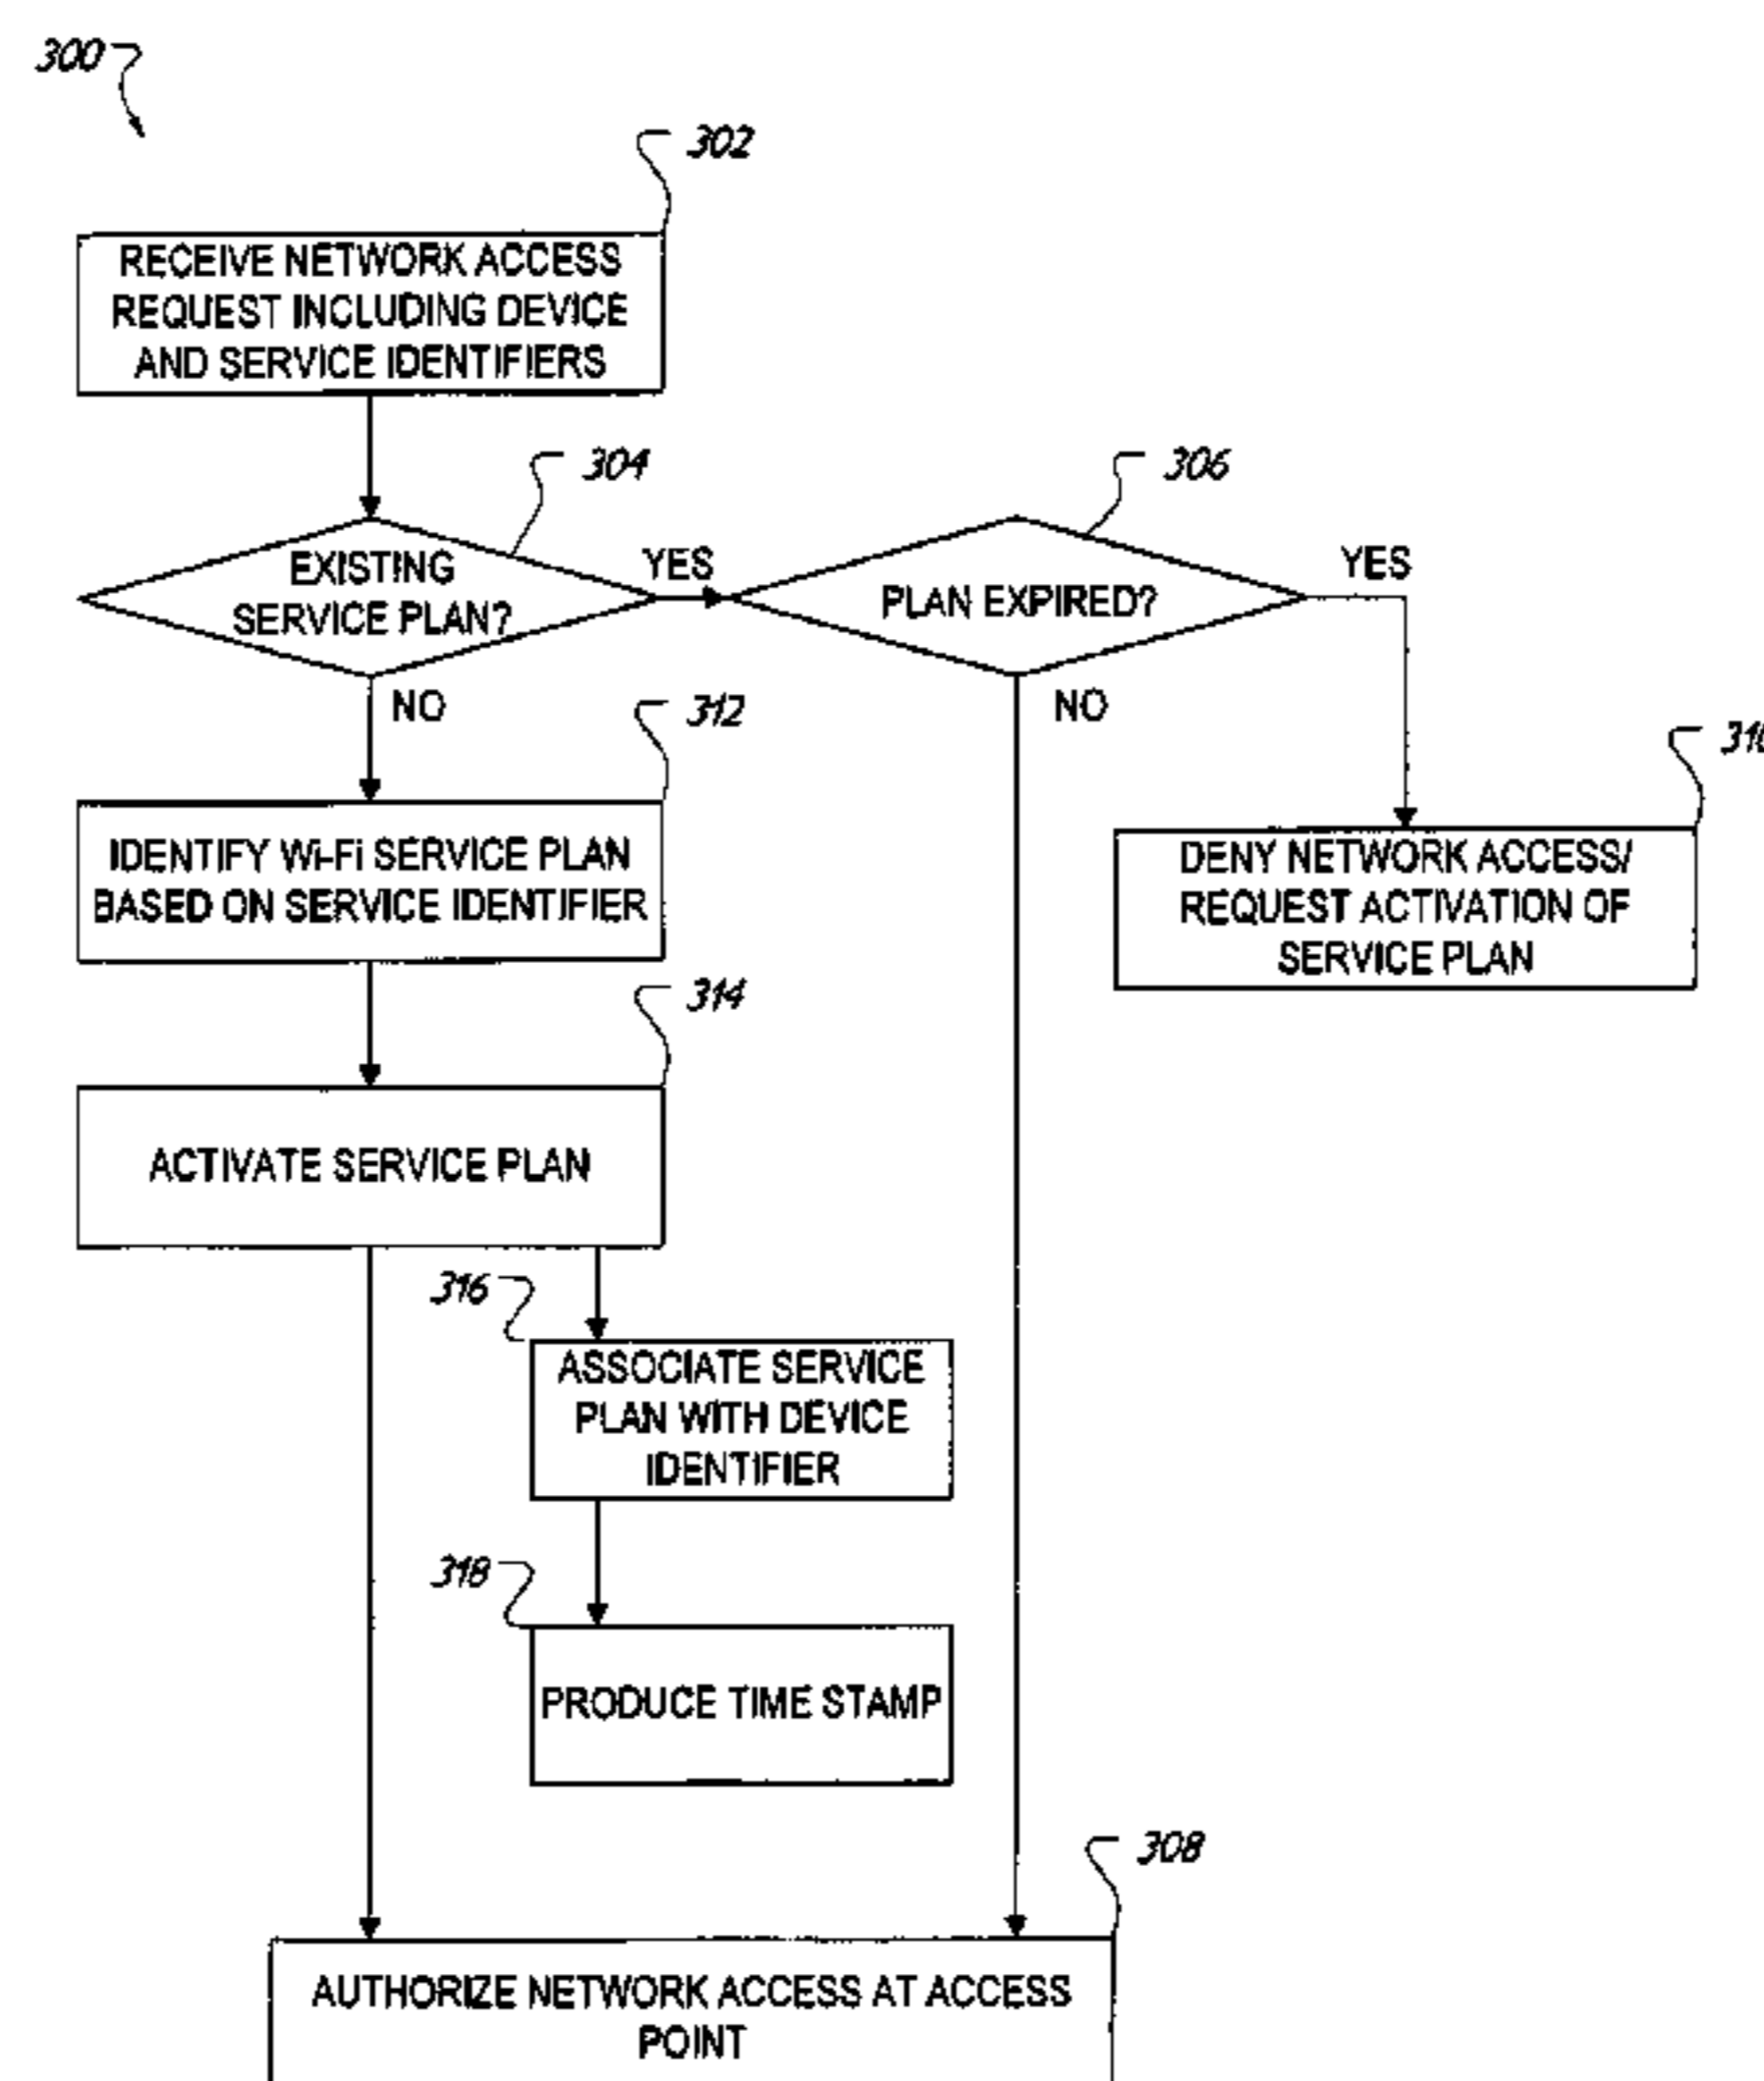 300
302
RECEIVE NETWORK ACCESS
REQUEST INCLUDING DEVICE
AND SERVICE IDENTIFIERS
304
306
EXISTING
SERVICE PLAN?
YES
PLAN EXPIRED?
YES
NO
NO
312
IDENTIFY Wi-Fi SERVICE PLAN
BASED ON SERVICE IDENTIFIER
DENY NETWORK ACCESS/
REQUEST ACTIVATION OF
SERVICE PLAN
314
ACTIVATE SERVICE PLAN
316
ASSOCIATE SERVICE
PLAN WITH DEVICE
IDENTIFIER
318
PRODUCE TIME STAMP
308
AUTHORIZE NETWORK ACCESS AT ACCESS
POINT